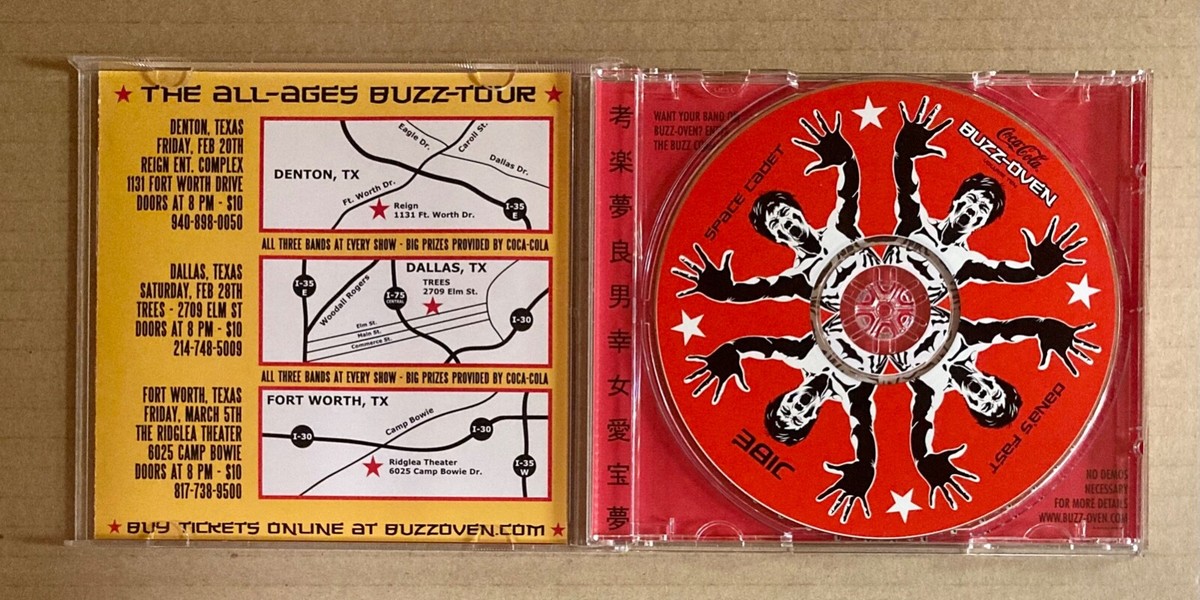 ★ THE ALL-AGES BUZZ-TOUR ★
DENTON, TEXAS
FRIDAY, FEB 20TH
REIGN ENT. COMPLEX
1131 FORT WORTH DRIVE
DOORS AT 8 PM - $10
940-898-0050
Eagle Dr.
Caroli St.
Dallas Dr.
DENTON, TX
Ft. Worth Dr.
Reign
1131 Ft. Worth Dr.
I-35
E
ALL THREE BANDS AT EVERY SHOW - BIG PRIZES PROVIDED BY COCA-COLA
DALLAS, TEXAS
SATURDAY, FEB 28TH
TREES - 2709 ELM ST
DOORS AT 8 PM - $10
214-748-5009
DALLAS, TX
I-35
E
Woodall Rogers
I-75
CENTRAL
TREES
2709 Elm St.
I-30
Elm St.
Main St.
Commerce St.
ALL THREE BANDS AT EVERY SHOW - BIG PRIZES PROVIDED BY COCA-COLA
FORT WORTH, TEXAS
FRIDAY, MARCH 5TH
THE RIDGLEA THEATER
6025 CAMP BOWIE
DOORS AT 8 PM - $10
817-738-9500
FORT WORTH, TX
Camp Bowie
I-30
I-30
Ridglea Theater
6025 Camp Bowie Dr.
I-35
W
★ BUY TICKETS ONLINE AT BUZZOVEN.COM ★
考
楽
夢
良
男
幸
女
愛
宝
夢
WANT YOUR BAND ON
BUZZ-OVEN?
THE BUZZ
Coca-Cola
BUZZ-OVEN
SPACE CADET
JIBE
OPENA'S FAST
NO DEMOS
NECESSARY
FOR MORE DETAILS
WWW.BUZZ-OVEN.COM